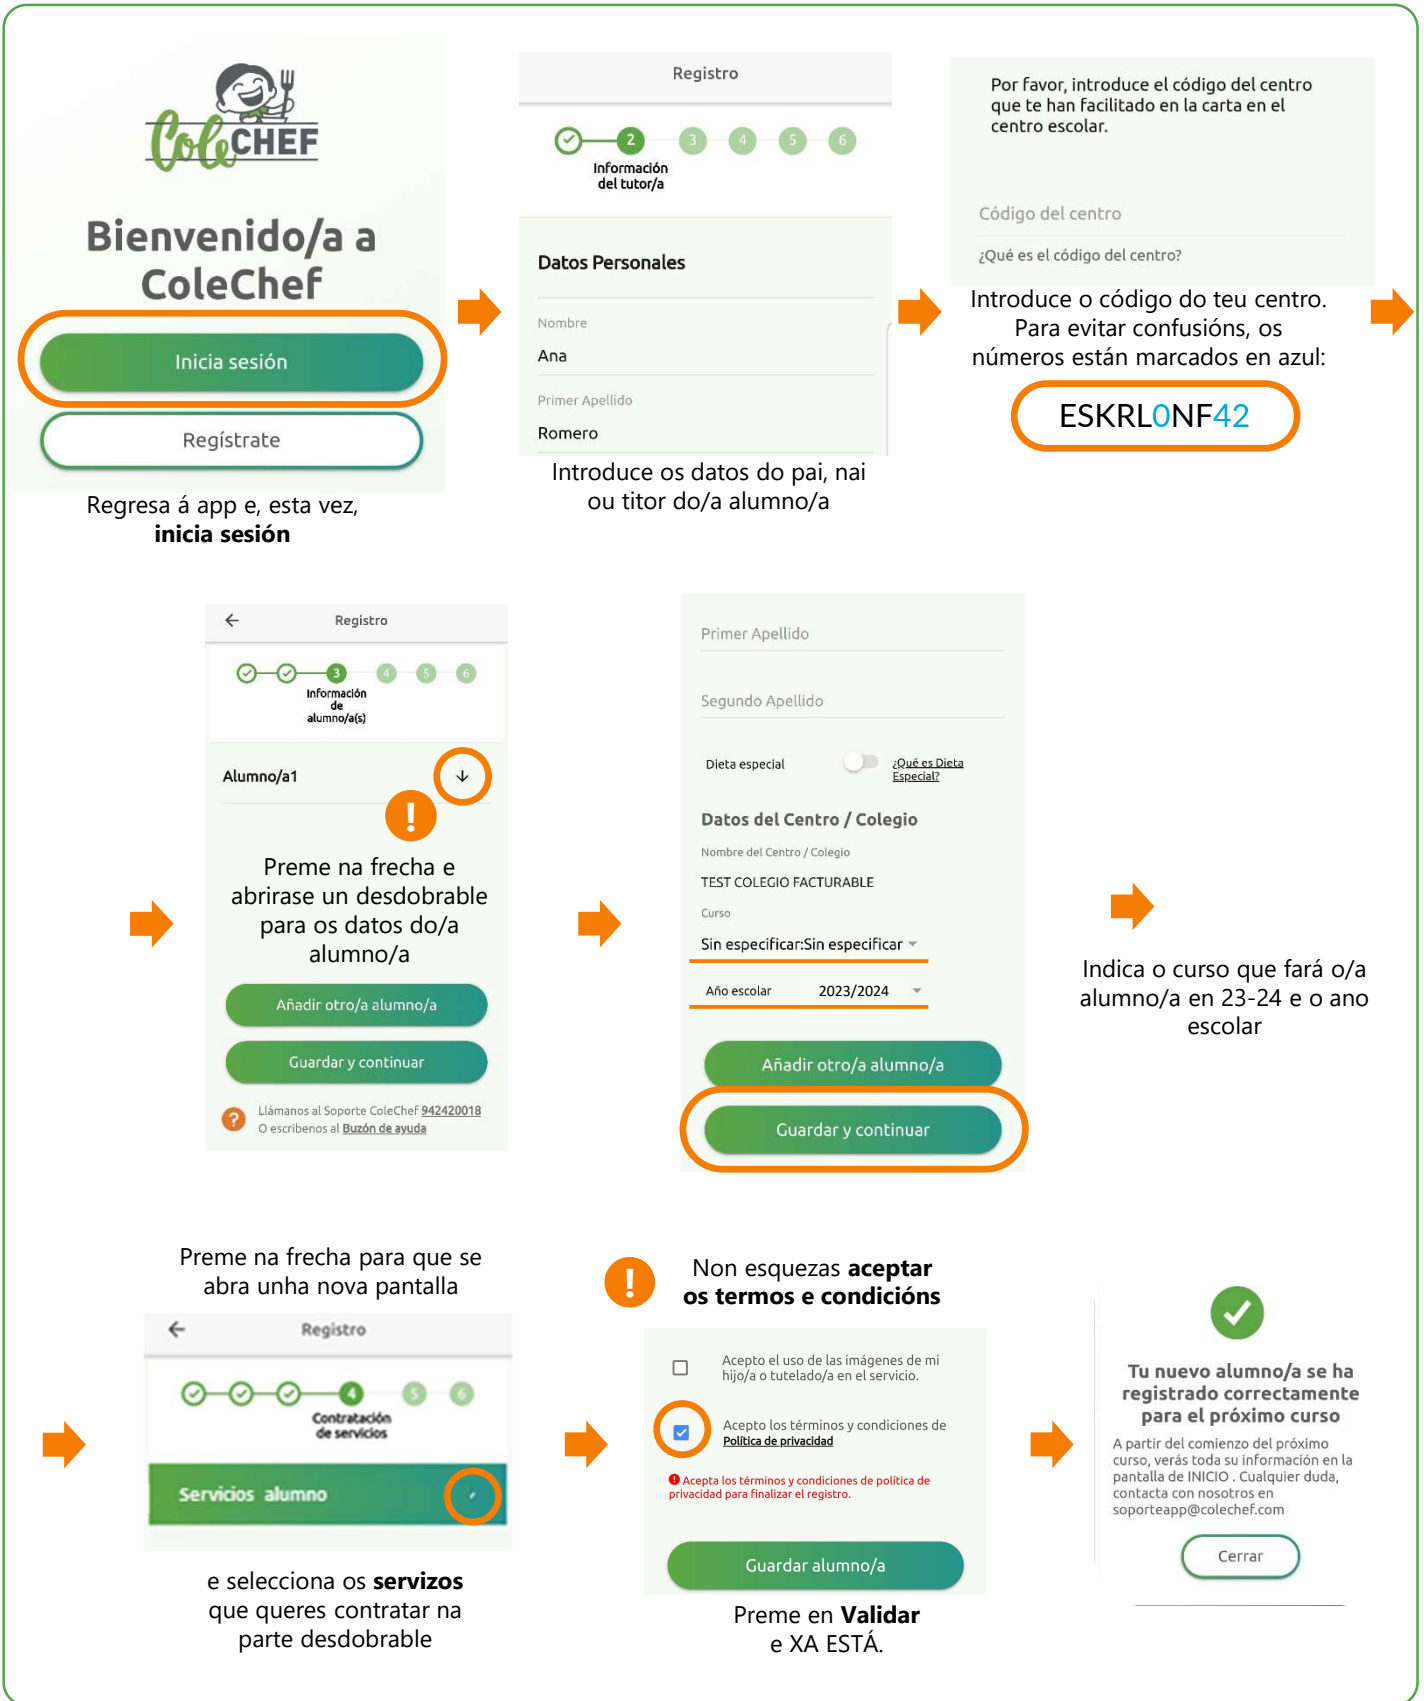 ColeCHEF
Bienvenido/a a
ColeChef
Inicia sesión
Regístrate
Regresa á app e, esta vez,
inicia sesión
Registro
2 3 4 5 6
Información
del tutor/a
Datos Personales
Nombre
Ana
Primer Apellido
Romero
Introduce os datos do pai, nai
ou titor do/a alumno/a
Por favor, introduce el código del centro
que te han facilitado en la carta en el
centro escolar.
Código del centro
¿Qué es el código del centro?
Introduce o código do teu centro.
Para evitar confusións, os
números están marcados en azul:
ESKRL0NF42
Registro
3 4 5 6
Información
de
alumno/a(s)
Alumno/a1
!
Preme na frecha e
abrirase un desdobrable
para os datos do/a
alumno/a
Añadir otro/a alumno/a
Guardar y continuar
?
Llámanos al Soporte ColeChef 942420018
O escríbenos al Buzón de ayuda
Primer Apellido
Segundo Apellido
Dieta especial
¿Qué es Dieta
Especial?
Datos del Centro / Colegio
Nombre del Centro / Colegio
TEST COLEGIO FACTURABLE
Curso
Sin especificar:Sin especificar
Año escolar 2023/2024
Añadir otro/a alumno/a
Guardar y continuar
Indica o curso que fará o/a
alumno/a en 23-24 e o ano
escolar
Preme na frecha para que se
abra unha nova pantalla
Registro
4 5 6
Contratación
de servicios
Servicios alumno
e selecciona os servizos
que queres contratar na
parte desdobrable
!
Non esquezas aceptar
os termos e condicións
Acepto el uso de las imágenes de mi
hijo/a o tutelado/a en el servicio.
Acepto los términos y condiciones de
Política de privacidad
! Acepta los términos y condiciones de política de
privacidad para finalizar el registro.
Guardar alumno/a
Preme en Validar
e XA ESTÁ.
Tu nuevo alumno/a se ha
registrado correctamente
para el próximo curso
A partir del comienzo del próximo
curso, verás toda su información en la
pantalla de INICIO . Cualquier duda,
contacta con nosotros en
soporteapp@colechef.com
Cerrar